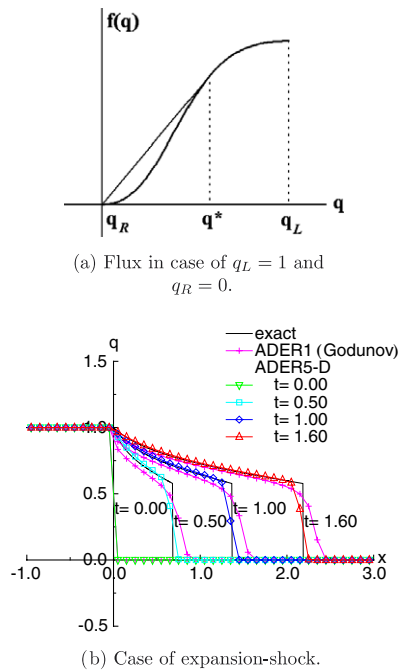 f(q)
q
q_R
q*
q_L
(a) Flux in case of q_L = 1 and
q_R = 0.
q
exact
ADER1 (Godunov)
ADER5-D
t= 0.00
t= 0.50
t= 1.00
t= 1.60
1.5
1.0
0.5
0.0
-0.5
t= 0.00
t= 0.50
t= 1.00
t= 1.60
x
-1.0
0.0
1.0
2.0
3.0
(b) Case of expansion-shock.